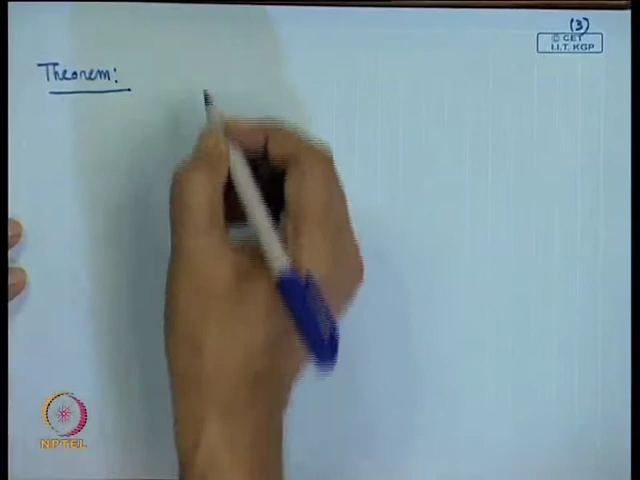 (3)
© CET
I.I.T. KGP
Theorem:
NPTEL